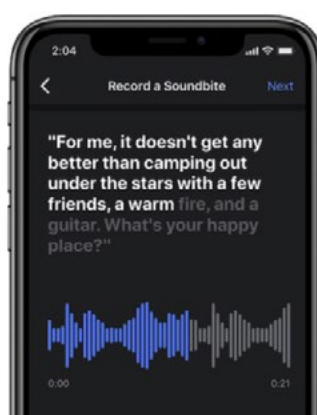 2:04
Record a Soundbite
Next
"For me, it doesn't get any
better than camping out
under the stars with a few
friends, a warm fire, and a
guitar. What's your happy
place?"
0:00
0:21